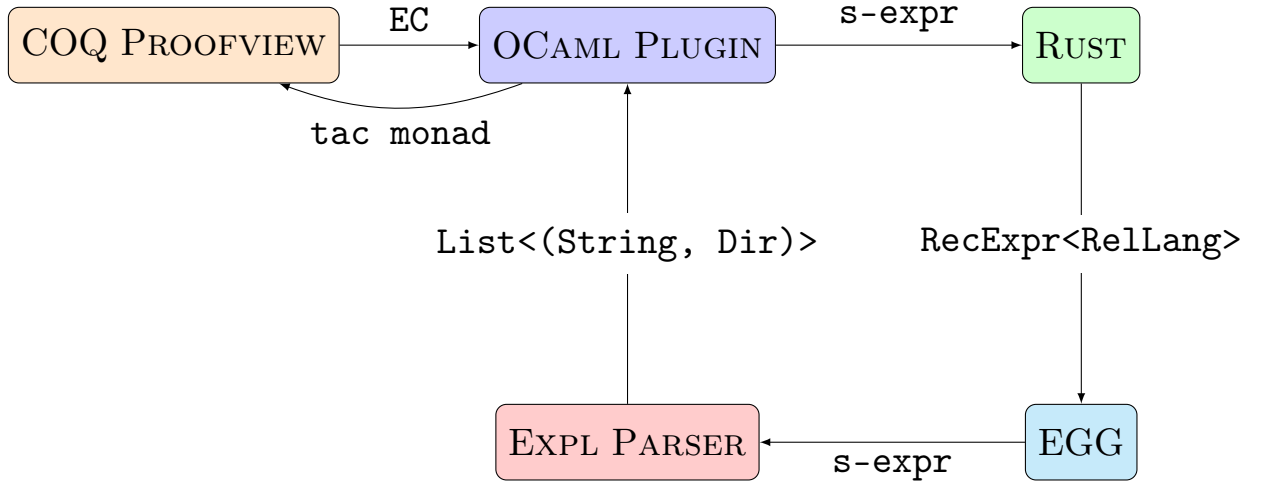 EC
s-expr
COQ PROOFVIEW
OCAML PLUGIN
RUST
tac monad
List<(String, Dir)>
RecExpr<RelLang>
EXPL PARSER
EGG
s-expr